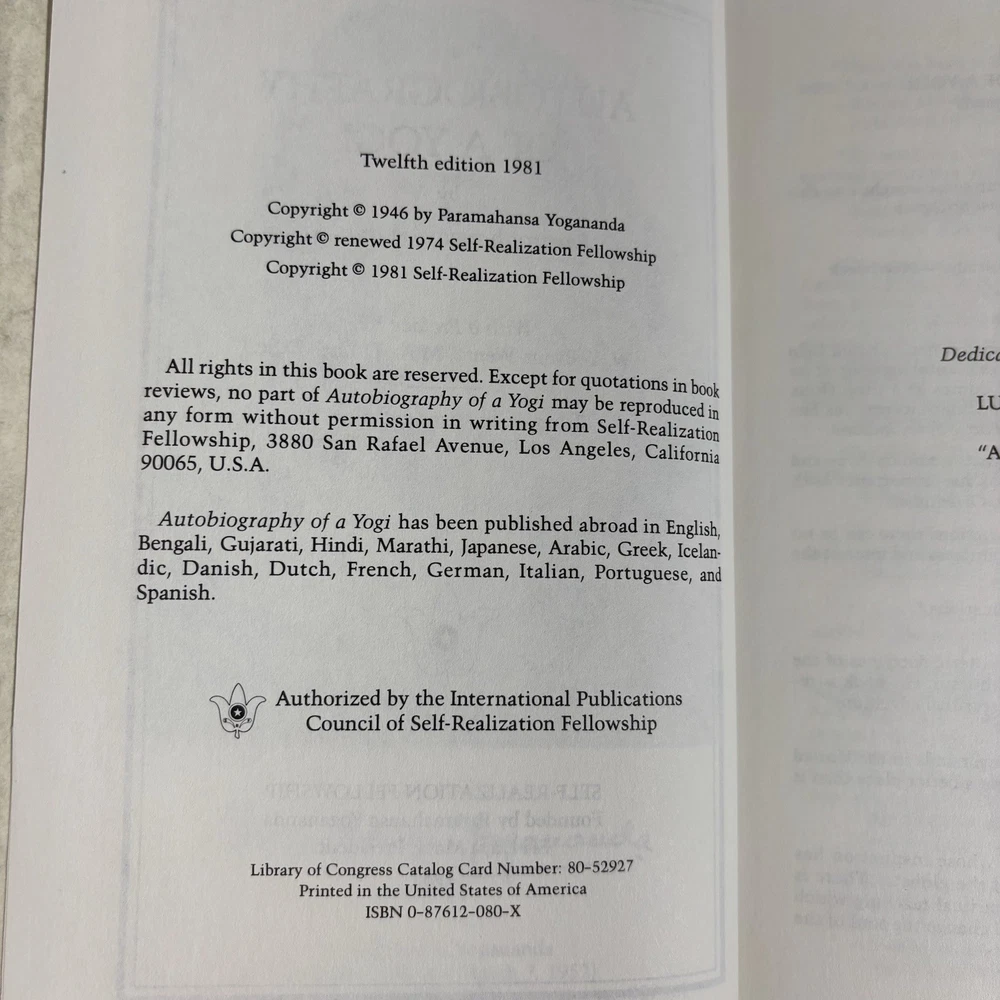 Twelfth edition 1981
Copyright © 1946 by Paramahansa Yogananda
Copyright © renewed 1974 Self-Realization Fellowship
Copyright © 1981 Self-Realization Fellowship
All rights in this book are reserved. Except for quotations in book
reviews, no part of Autobiography of a Yogi may be reproduced in
any form without permission in writing from Self-Realization
Fellowship, 3880 San Rafael Avenue, Los Angeles, California
90065, U.S.A.
Autobiography of a Yogi has been published abroad in English,
Bengali, Gujarati, Hindi, Marathi, Japanese, Arabic, Greek, Icelan-
dic, Danish, Dutch, French, German, Italian, Portuguese, and
Spanish.
Authorized by the International Publications
Council of Self-Realization Fellowship
Library of Congress Catalog Card Number: 80-52927
Printed in the United States of America
ISBN 0-87612-080-X
Dedica
LU
"A